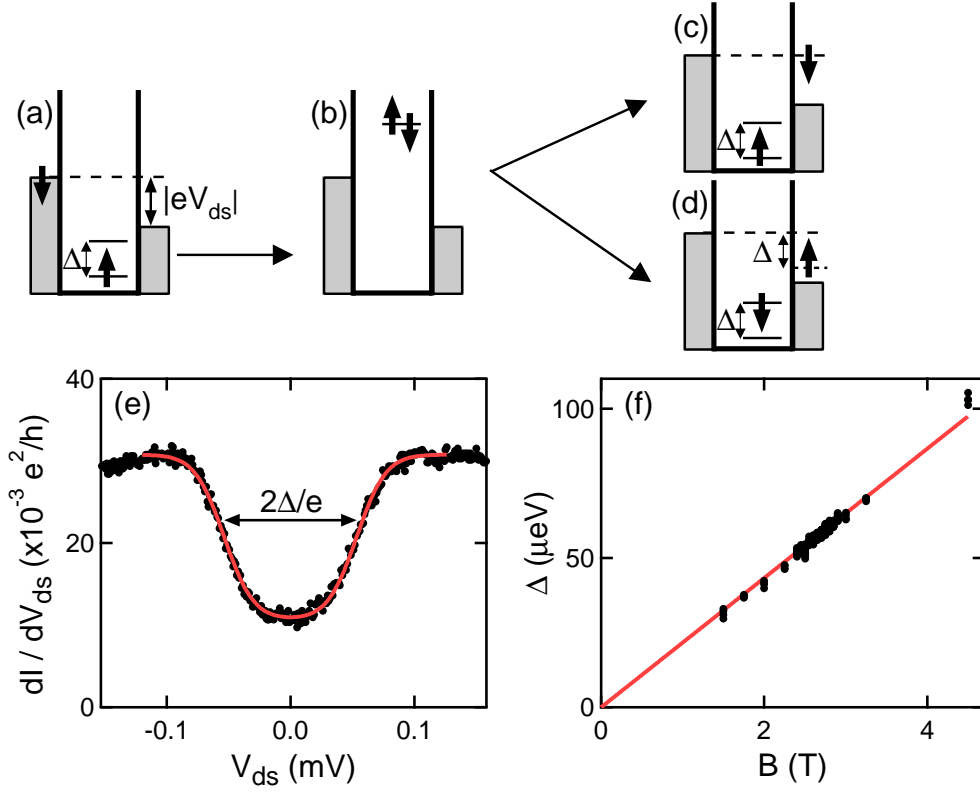 (a)
|eV_ds|
Δ
(b)
(c)
Δ
(d)
Δ
Δ
(e)
40
20
0
dI / dV_ds (x10^-3 e^2/h)
2Δ/e
-0.1
0.0
0.1
V_ds (mV)
(f)
100
50
0
Δ (μeV)
0
2
4
B (T)